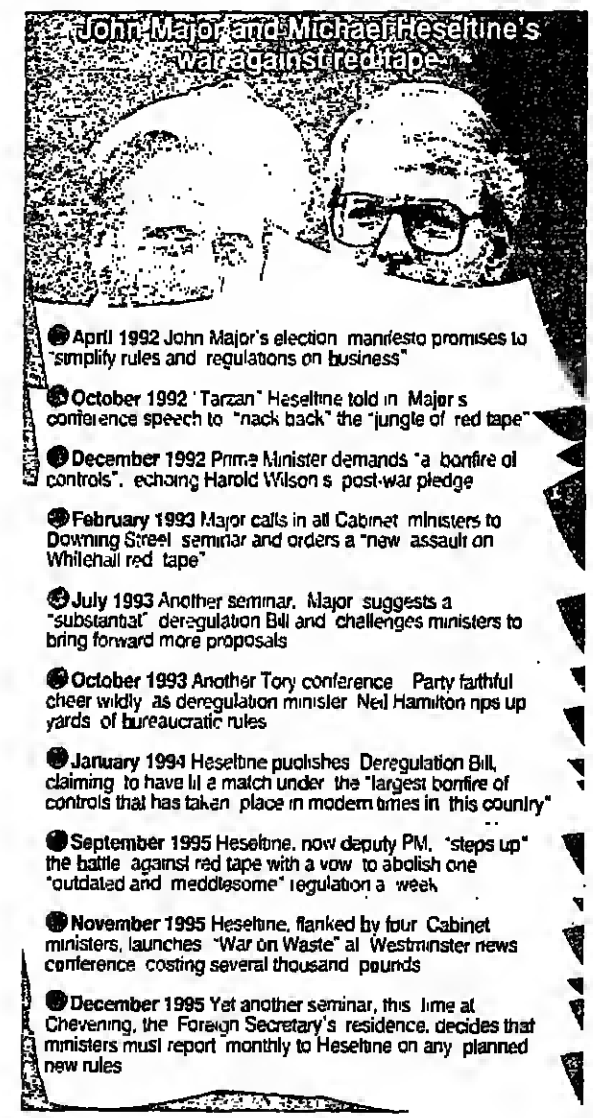 John Major and Michael Heseltine's
war against red tape
April 1992 John Major's election manifesto promises to
"simplify rules and regulations on business"
October 1992 'Tarzan" Heseltine told in Major s
conference speech to "hack back" the "jungle of red tape"
December 1992 Prime Minister demands "a bonfire of
controls", echoing Harold Wilson s post-war pledge
February 1993 Major calls in all Cabinet ministers to
Downing Street seminar and orders a "new assault on
Whitehall red tape"
July 1993 Another seminar. Major suggests a
"substantial" deregulation Bill and challenges ministers to
bring forward more proposals
October 1993 Another Tory conference Party faithful
cheer wildly as deregulation minister Neil Hamilton rips up
yards of bureaucratic rules
January 1994 Heseltine publishes Deregulation Bill,
claiming to have lit a match under the "largest bonfire of
controls that has taken place in modern times in this country"
September 1995 Heseltine, now deputy PM, "steps up"
the battle against red tape with a vow to abolish one
"outdated and meddlesome" regulation a week
November 1995 Heseltine, flanked by four Cabinet
ministers, launches "War on Waste" at Westminster news
conference costing several thousand pounds
December 1995 Yet another seminar, this time at
Chevening, the Foreign Secretary's residence, decides that
ministers must report monthly to Heseltine on any planned
new rules